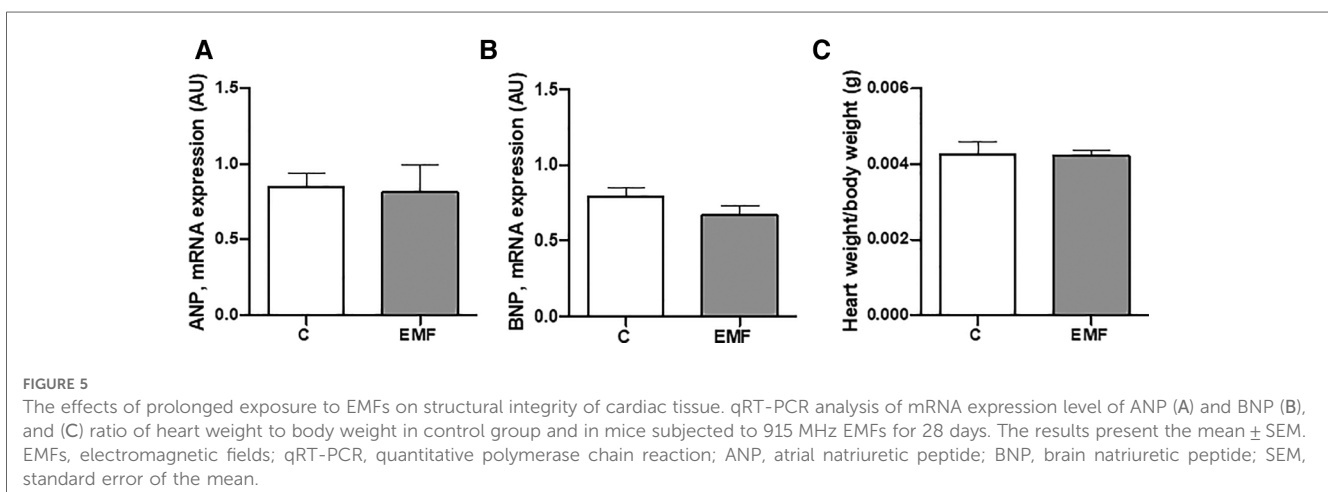 A
ANP, mRNA expression (AU)
1.5
1.0
0.5
0.0
C
EMF
B
BNP, mRNA expression (AU)
1.5
1.0
0.5
0.0
C
EMF
C
Heart weight/body weight (g)
0.006
0.004
0.002
0.000
C
EMF
FIGURE 5
The effects of prolonged exposure to EMFs on structural integrity of cardiac tissue. qRT-PCR analysis of mRNA expression level of ANP (A) and BNP (B),
and (C) ratio of heart weight to body weight in control group and in mice subjected to 915 MHz EMFs for 28 days. The results present the mean ± SEM.
EMFs, electromagnetic fields; qRT-PCR, quantitative polymerase chain reaction; ANP, atrial natriuretic peptide; BNP, brain natriuretic peptide; SEM,
standard error of the mean.